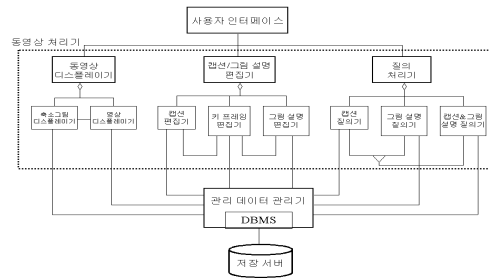 사용자 인터페이스
동영상 처리기
동영상
디스플레이기
캡션/그림 설명
편집기
질의
처리기
축소그림
디스플레이기
영상
디스플레이기
캡션
편집기
키 프레임
편집기
그림 설명
편집기
캡션
질의기
그림 설명
질의기
캡션&그림
설명 질의기
관리 데이터 관리기
DBMS
저장 서버